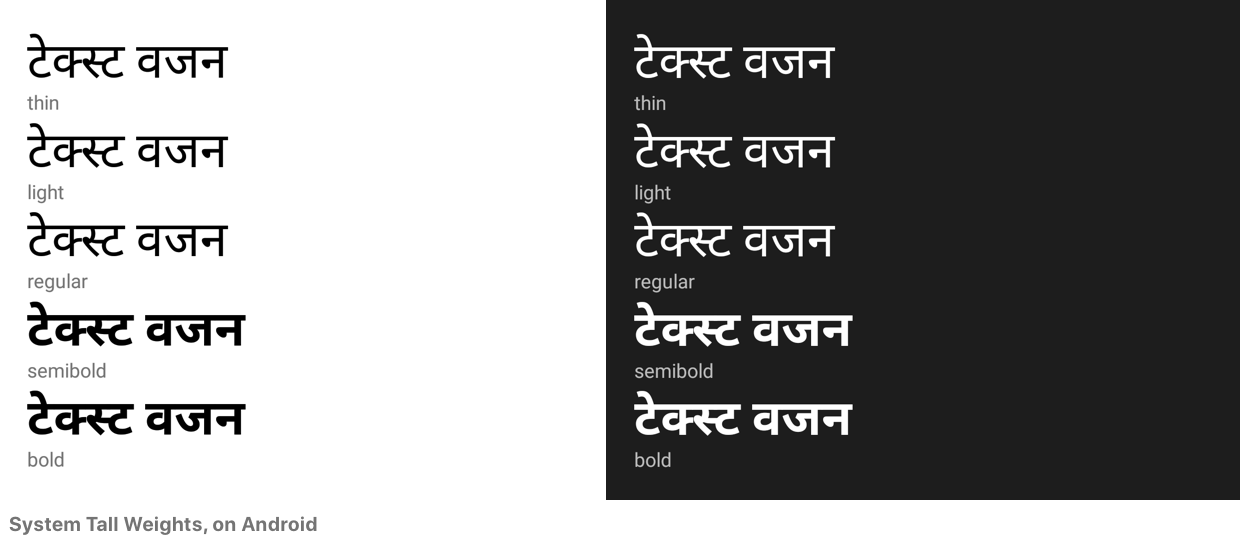 टेक्स्ट वजन
thin
टेक्स्ट वजन
light
टेक्स्ट वजन
regular
टेक्स्ट वजन
semibold
टेक्स्ट वजन
bold
टेक्स्ट वजन
thin
टेक्स्ट वजन
light
टेक्स्ट वजन
regular
टेक्स्ट वजन
semibold
टेक्स्ट वजन
bold
System Tall Weights, on Android